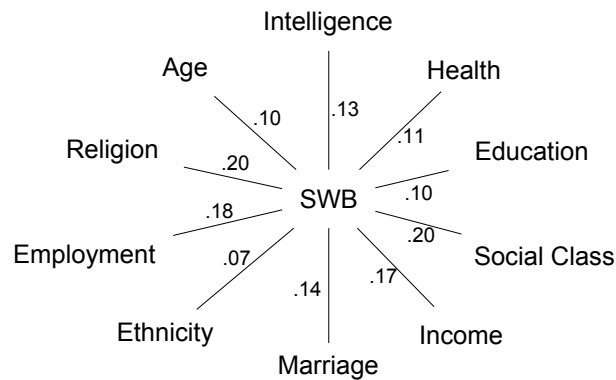 Intelligence
Age
Health
.10
.13
.11
Religion
Education
.20
SWB
.10
.18
.20
Employment
Social Class
.07
.14
.17
Ethnicity
Income
Marriage